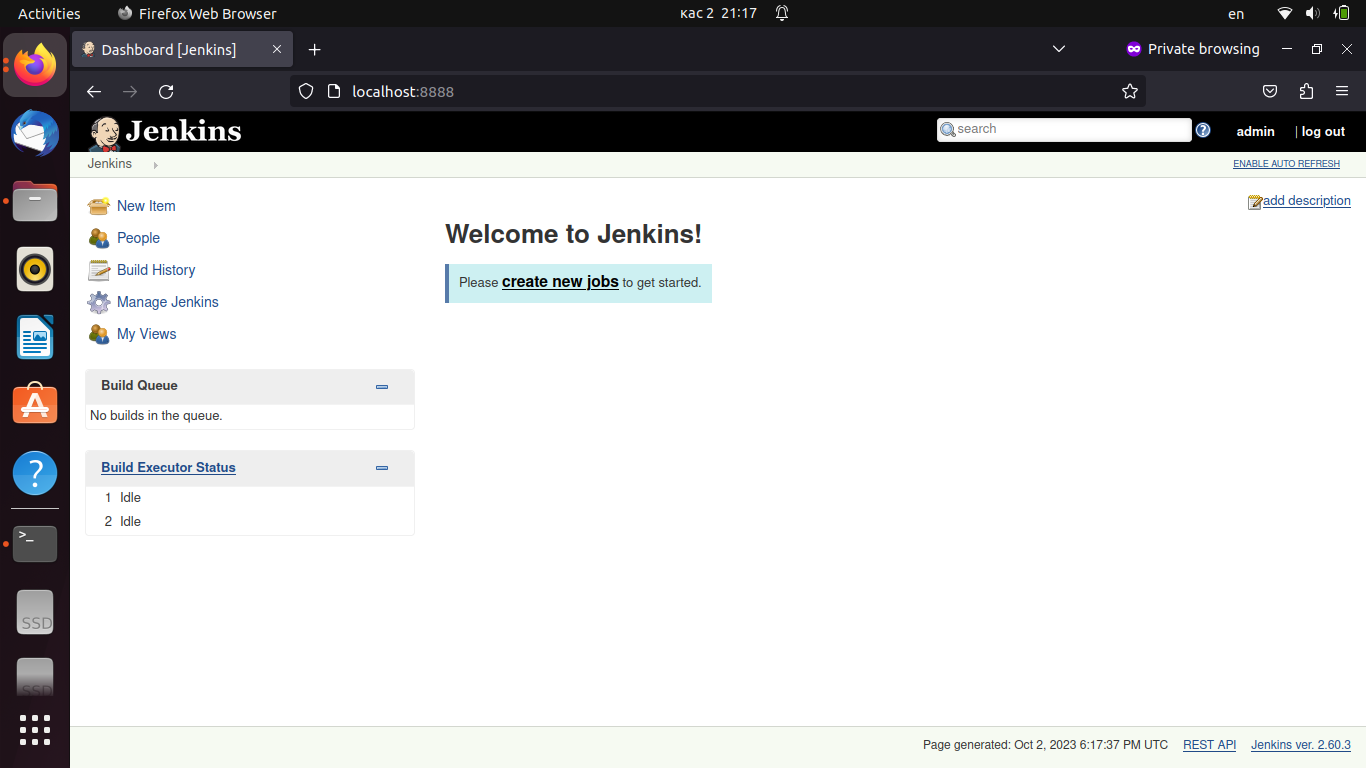 Activities Firefox Web Browser кас 2 21:17 en
Dashboard [Jenkins] Private browsing
localhost:8888
Jenkins search admin | log out
Jenkins ENABLE AUTO REFRESH
New Item add description
People
Build History
Manage Jenkins
My Views
Welcome to Jenkins!
Please create new jobs to get started.
Build Queue
No builds in the queue.
Build Executor Status
1 Idle
2 Idle
SSD
SSD
Page generated: Oct 2, 2023 6:17:37 PM UTC REST API Jenkins ver. 2.60.3